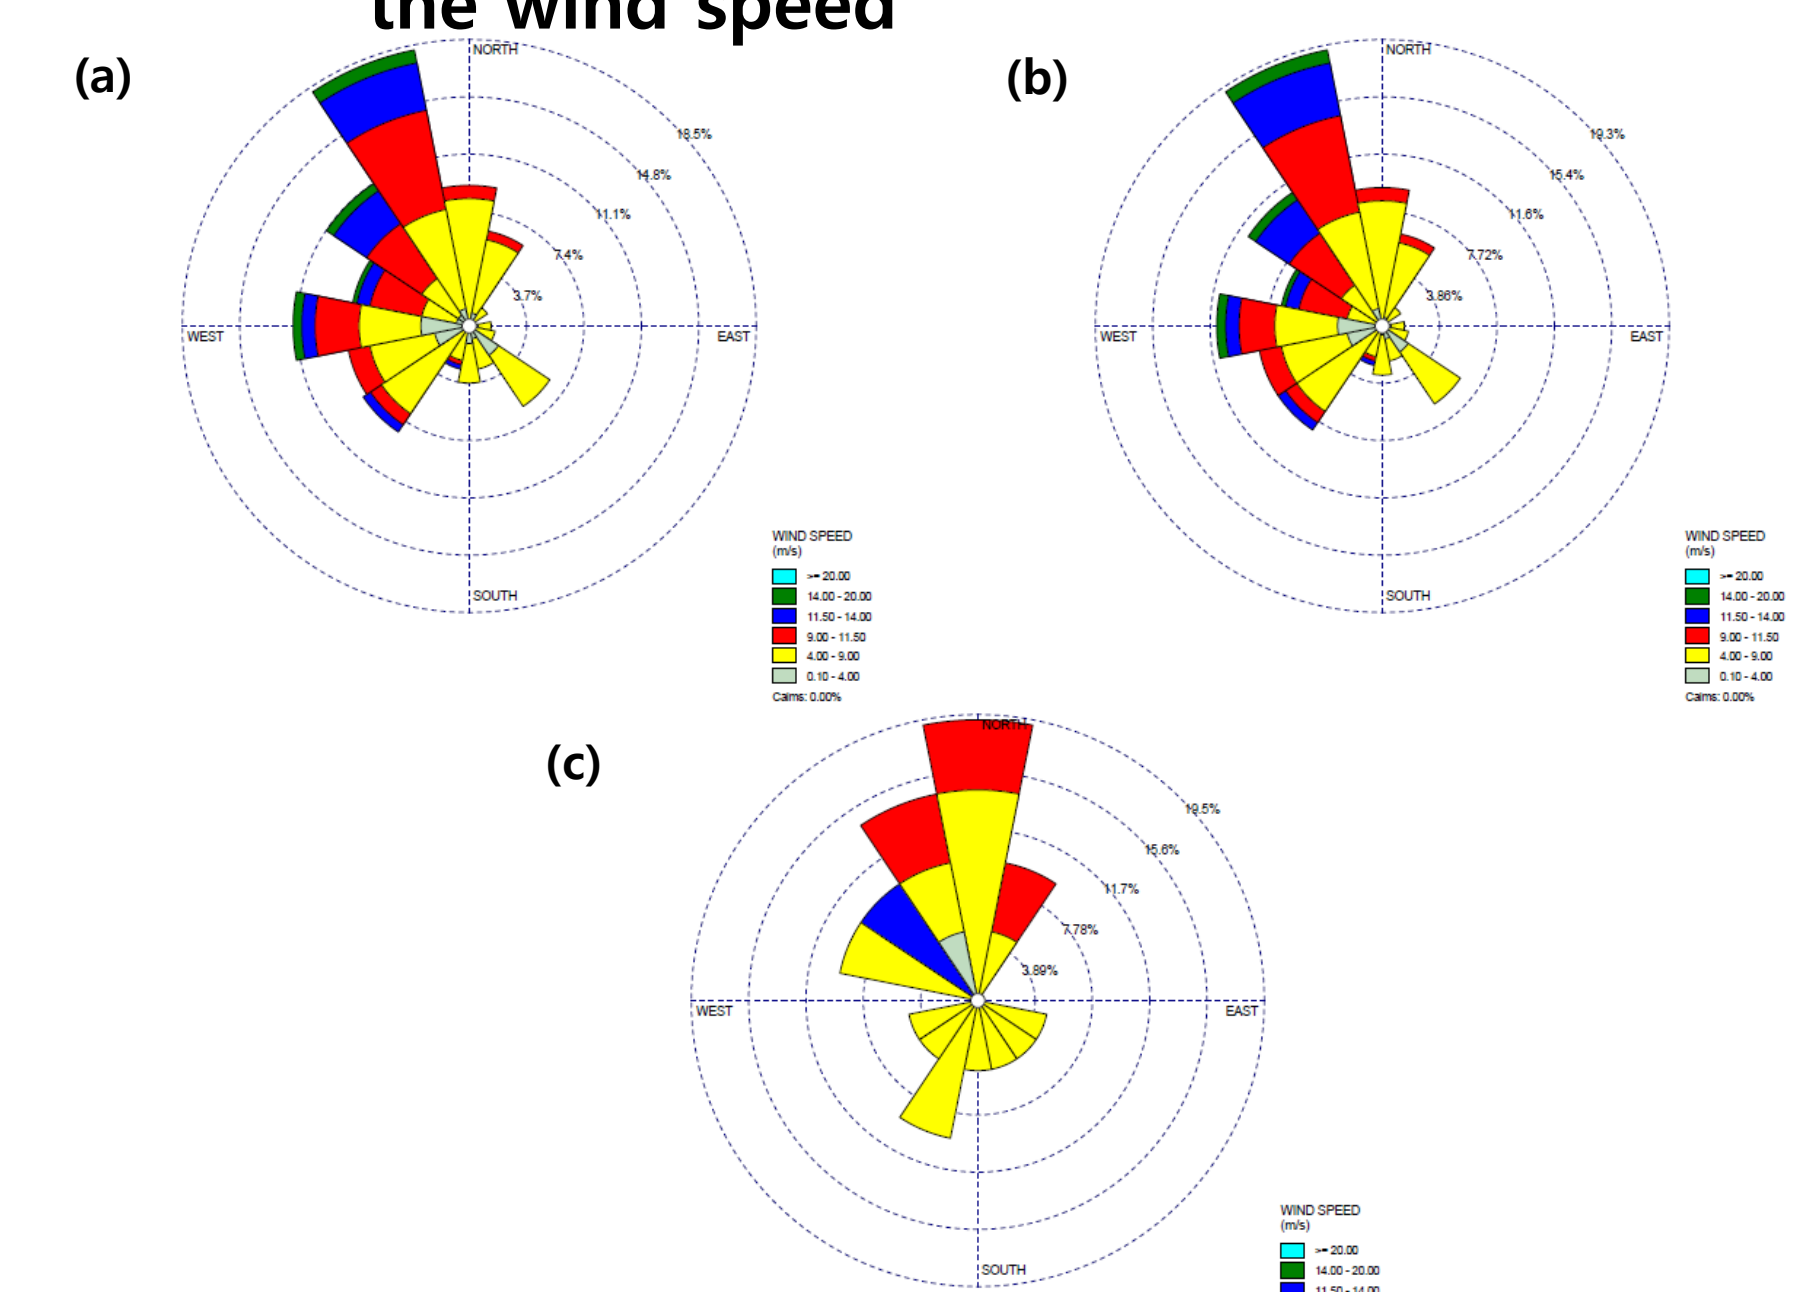 the wind speed
(a)
NORTH
18.5%
14.8%
11.1%
7.4%
3.7%
WEST
EAST
SOUTH
WIND SPEED
(m/s)
>= 20.00
14.00 - 20.00
11.50 - 14.00
9.00 - 11.50
4.00 - 9.00
0.10 - 4.00
Calms: 0.00%
(b)
NORTH
19.3%
15.4%
11.6%
7.72%
3.86%
WEST
EAST
SOUTH
WIND SPEED
(m/s)
>= 20.00
14.00 - 20.00
11.50 - 14.00
9.00 - 11.50
4.00 - 9.00
0.10 - 4.00
Calms: 0.00%
(c)
NORTH
19.5%
15.6%
11.7%
7.78%
3.89%
WEST
EAST
SOUTH
WIND SPEED
(m/s)
>= 20.00
14.00 - 20.00
11.50 - 14.00